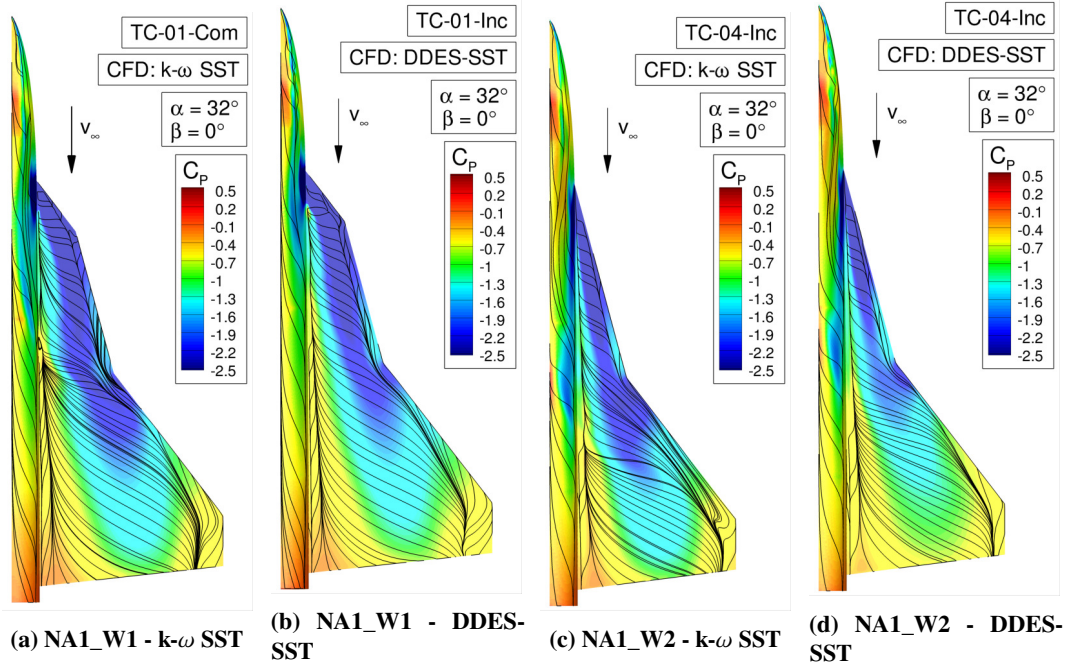 TC-01-Com
CFD: k-ω SST
α = 32°
β = 0°
v∞
CP
0.5
0.2
-0.1
-0.4
-0.7
-1
-1.3
-1.6
-1.9
-2.2
-2.5
(a) NA1_W1 - k-ω SST
TC-01-Inc
CFD: DDES-SST
α = 32°
β = 0°
v∞
CP
0.5
0.2
-0.1
-0.4
-0.7
-1
-1.3
-1.6
-1.9
-2.2
-2.5
(b) NA1_W1 - DDES-
SST
TC-04-Inc
CFD: k-ω SST
α = 32°
β = 0°
v∞
CP
0.5
0.2
-0.1
-0.4
-0.7
-1
-1.3
-1.6
-1.9
-2.2
-2.5
(c) NA1_W2 - k-ω SST
TC-04-Inc
CFD: DDES-SST
α = 32°
β = 0°
v∞
CP
0.5
0.2
-0.1
-0.4
-0.7
-1
-1.3
-1.6
-1.9
-2.2
-2.5
(d) NA1_W2 - DDES-
SST